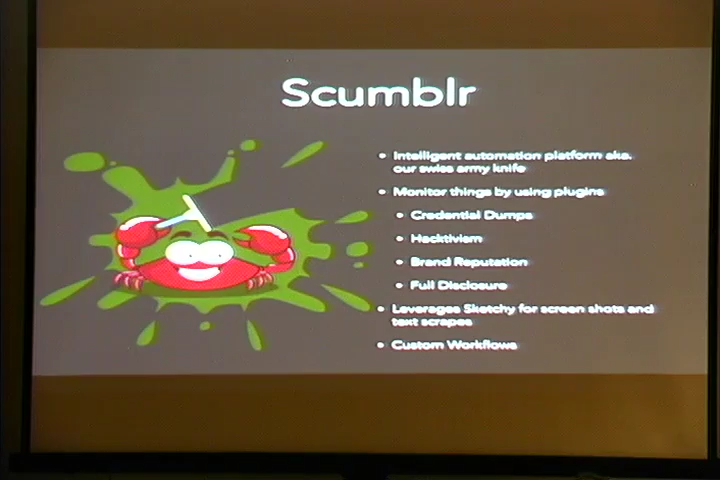 Scumblr
• Intelligent automation platform aka.
our swiss army knife
• Monitor things by using plugins
• Credential Dumps
• Hacktivism
• Brand Reputation
• Full Disclosure
• Leverages Sketchy for screen shots and
text scrapes
• Custom Workflows